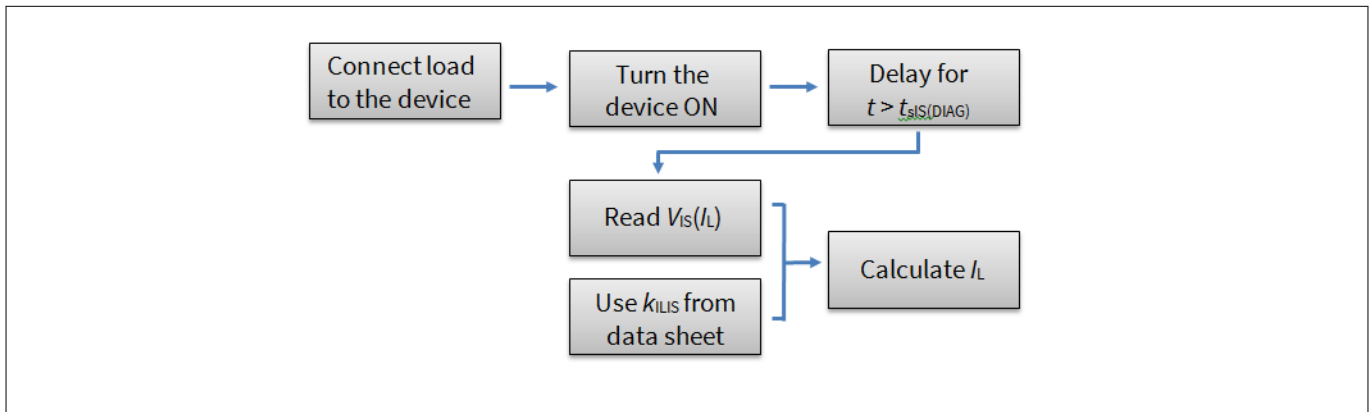 Connect load
to the device
Turn the
device ON
Delay for
t > tsIS(DIAG)
Read VIS(IL)
Use kILIS from
data sheet
Calculate IL